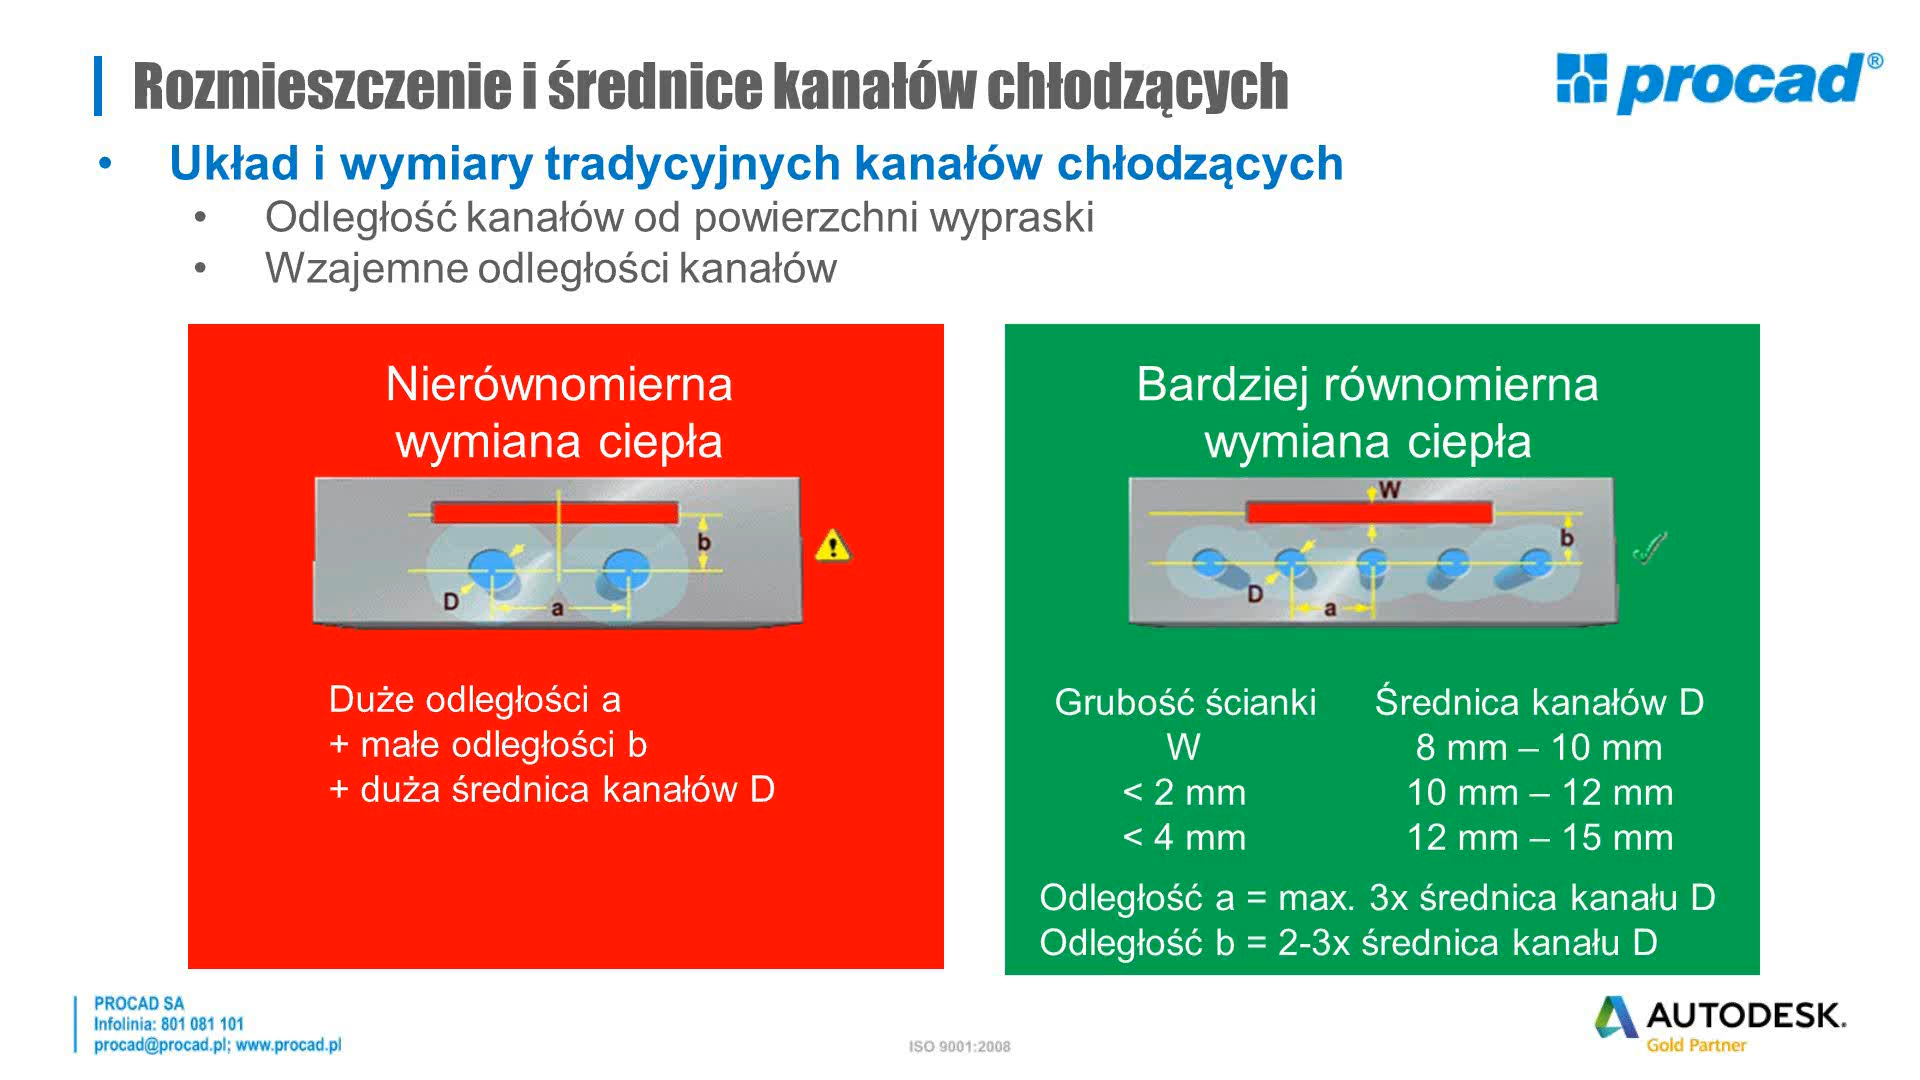 Rozmieszczenie i średnice kanałów chłodzących
procad®
• Układ i wymiary tradycyjnych kanałów chłodzących
• Odległość kanałów od powierzchni wypraski
• Wzajemne odległości kanałów
Nierównomierna
wymiana ciepła
b
D
a
Duże odległości a
+ małe odległości b
+ duża średnica kanałów D
Bardziej równomierna
wymiana ciepła
W
b
D
a
Grubość ścianki Średnica kanałów D
W 8 mm – 10 mm
< 2 mm 10 mm – 12 mm
< 4 mm 12 mm – 15 mm
Odległość a = max. 3x średnica kanału D
Odległość b = 2-3x średnica kanału D
PROCAD SA
Infolinia: 801 081 101
procad@procad.pl; www.procad.pl
ISO 9001:2008
AUTODESK.
Gold Partner